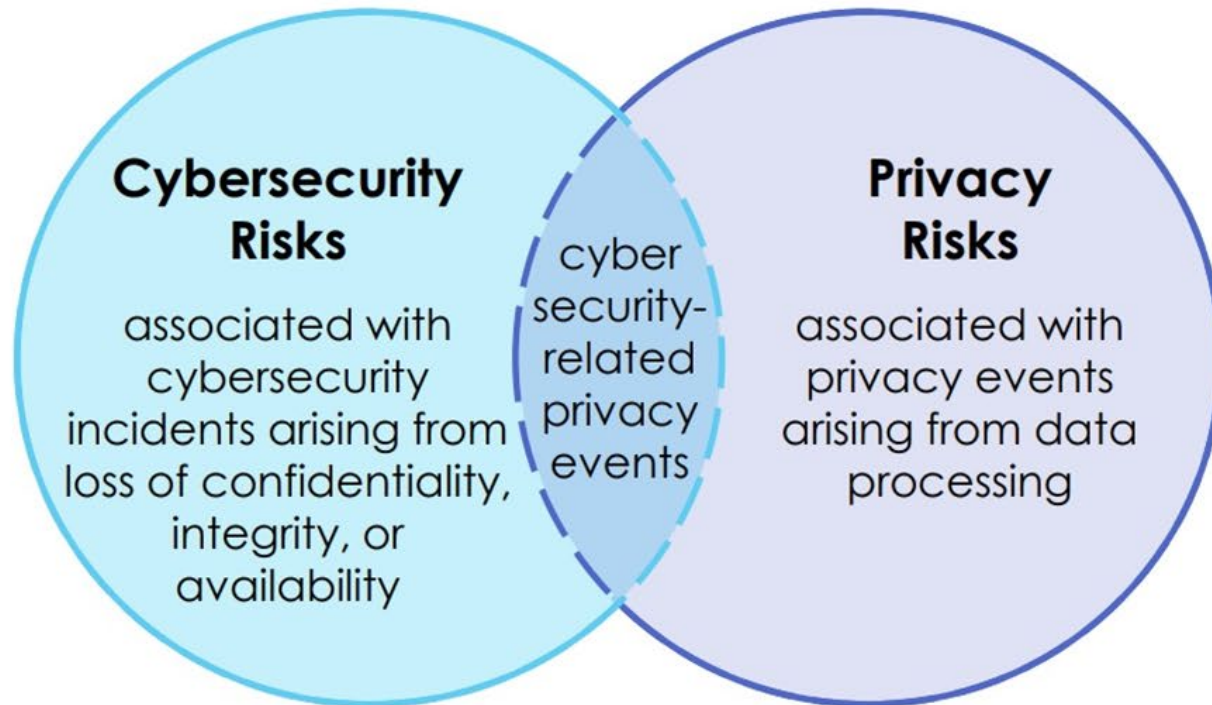 Cybersecurity
Risks
associated with
cybersecurity
incidents arising from
loss of confidentiality,
integrity, or
availability
cyber
security-
related
privacy
events
Privacy
Risks
associated with
privacy events
arising from data
processing